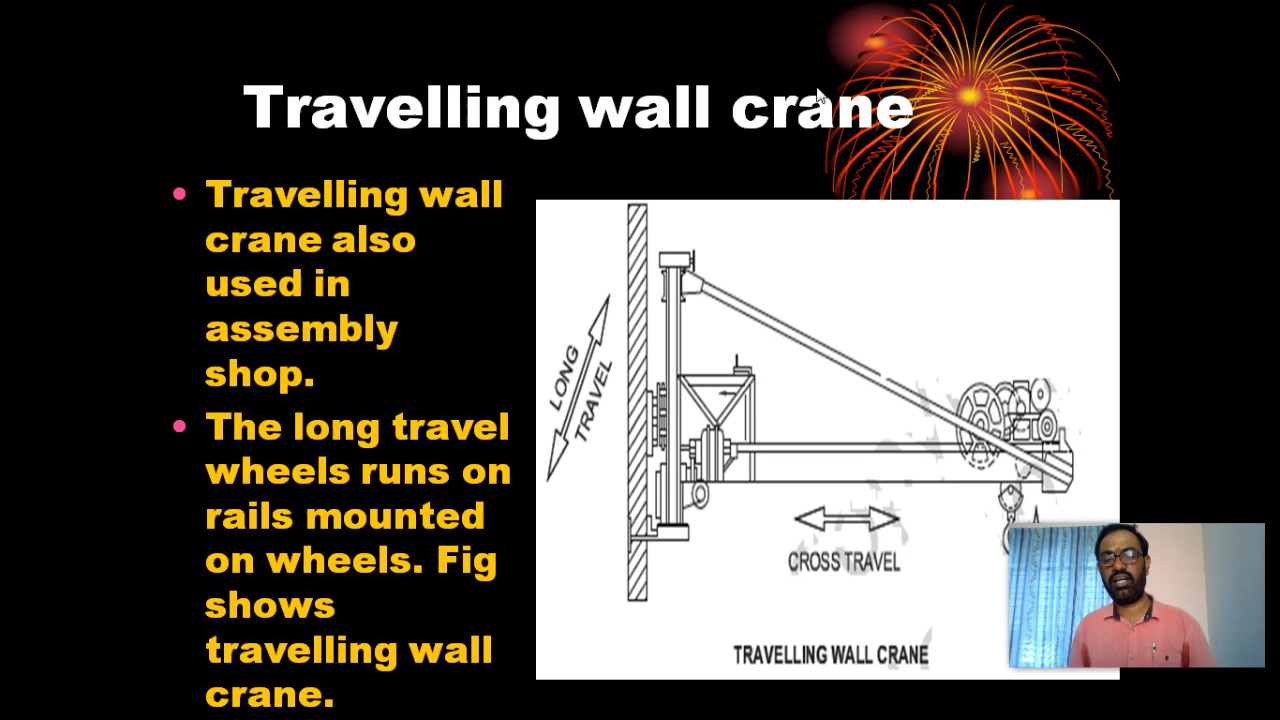 Travelling wall crane
• Travelling wall
crane also
used in
assembly
shop.
• The long travel
wheels runs on
rails mounted
on wheels. Fig
shows
travelling wall
crane.
LONG
TRAVEL
CROSS TRAVEL
TRAVELLING WALL CRANE